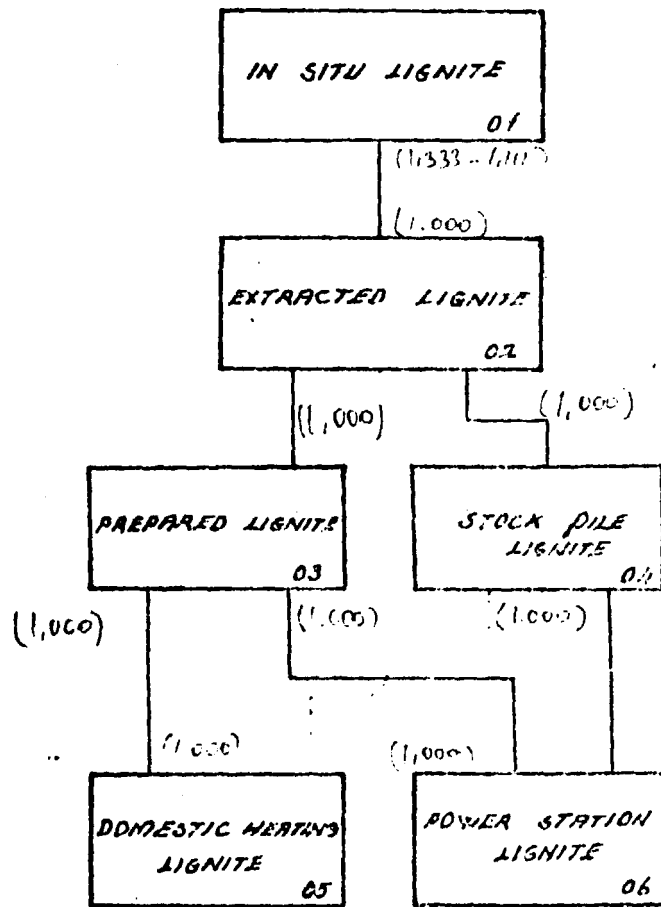 IN SITU LIGNITE
01
(1.000)
EXTRACTED LIGNITE
02
(1,000)
(1,000)
PREPARED LIGNITE
03
STOCK PILE
LIGNITE
04
(1,000)
(1.000)
(1.000)
(1.000)
(1,000)
DOMESTIC HEATING
LIGNITE
05
POWER STATION
LIGNITE
06